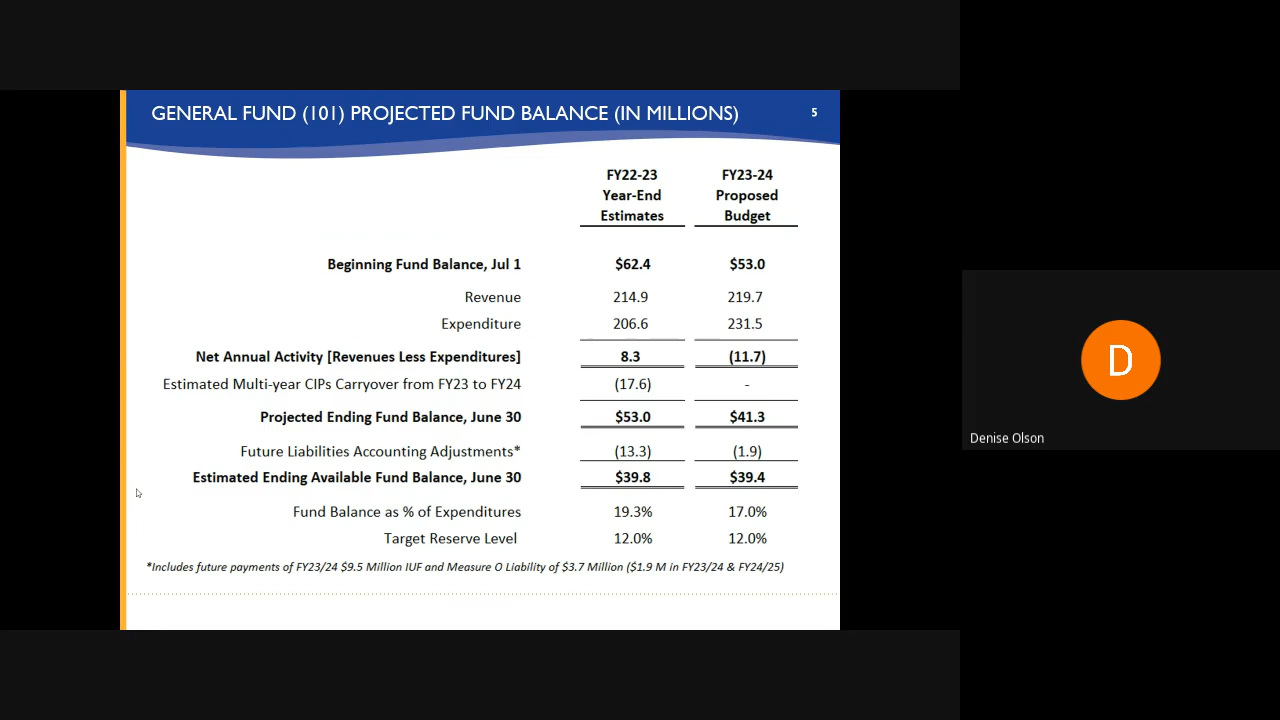 GENERAL FUND (101) PROJECTED FUND BALANCE (IN MILLIONS) 5
FY22-23 FY23-24
Year-End Proposed
Estimates Budget
Beginning Fund Balance, Jul 1 $62.4 $53.0
Revenue 214.9 219.7
Expenditure 206.6 231.5
Net Annual Activity [Revenues Less Expenditures] 8.3 (11.7)
Estimated Multi-year CIPs Carryover from FY23 to FY24 (17.6) -
Projected Ending Fund Balance, June 30 $53.0 $41.3
Future Liabilities Accounting Adjustments* (13.3) (1.9)
Estimated Ending Available Fund Balance, June 30 $39.8 $39.4
Fund Balance as % of Expenditures 19.3% 17.0%
Target Reserve Level 12.0% 12.0%
*Includes future payments of FY23/24 $9.5 Million IUF and Measure O Liability of $3.7 Million ($1.9 M in FY23/24 & FY24/25)
D
Denise Olson